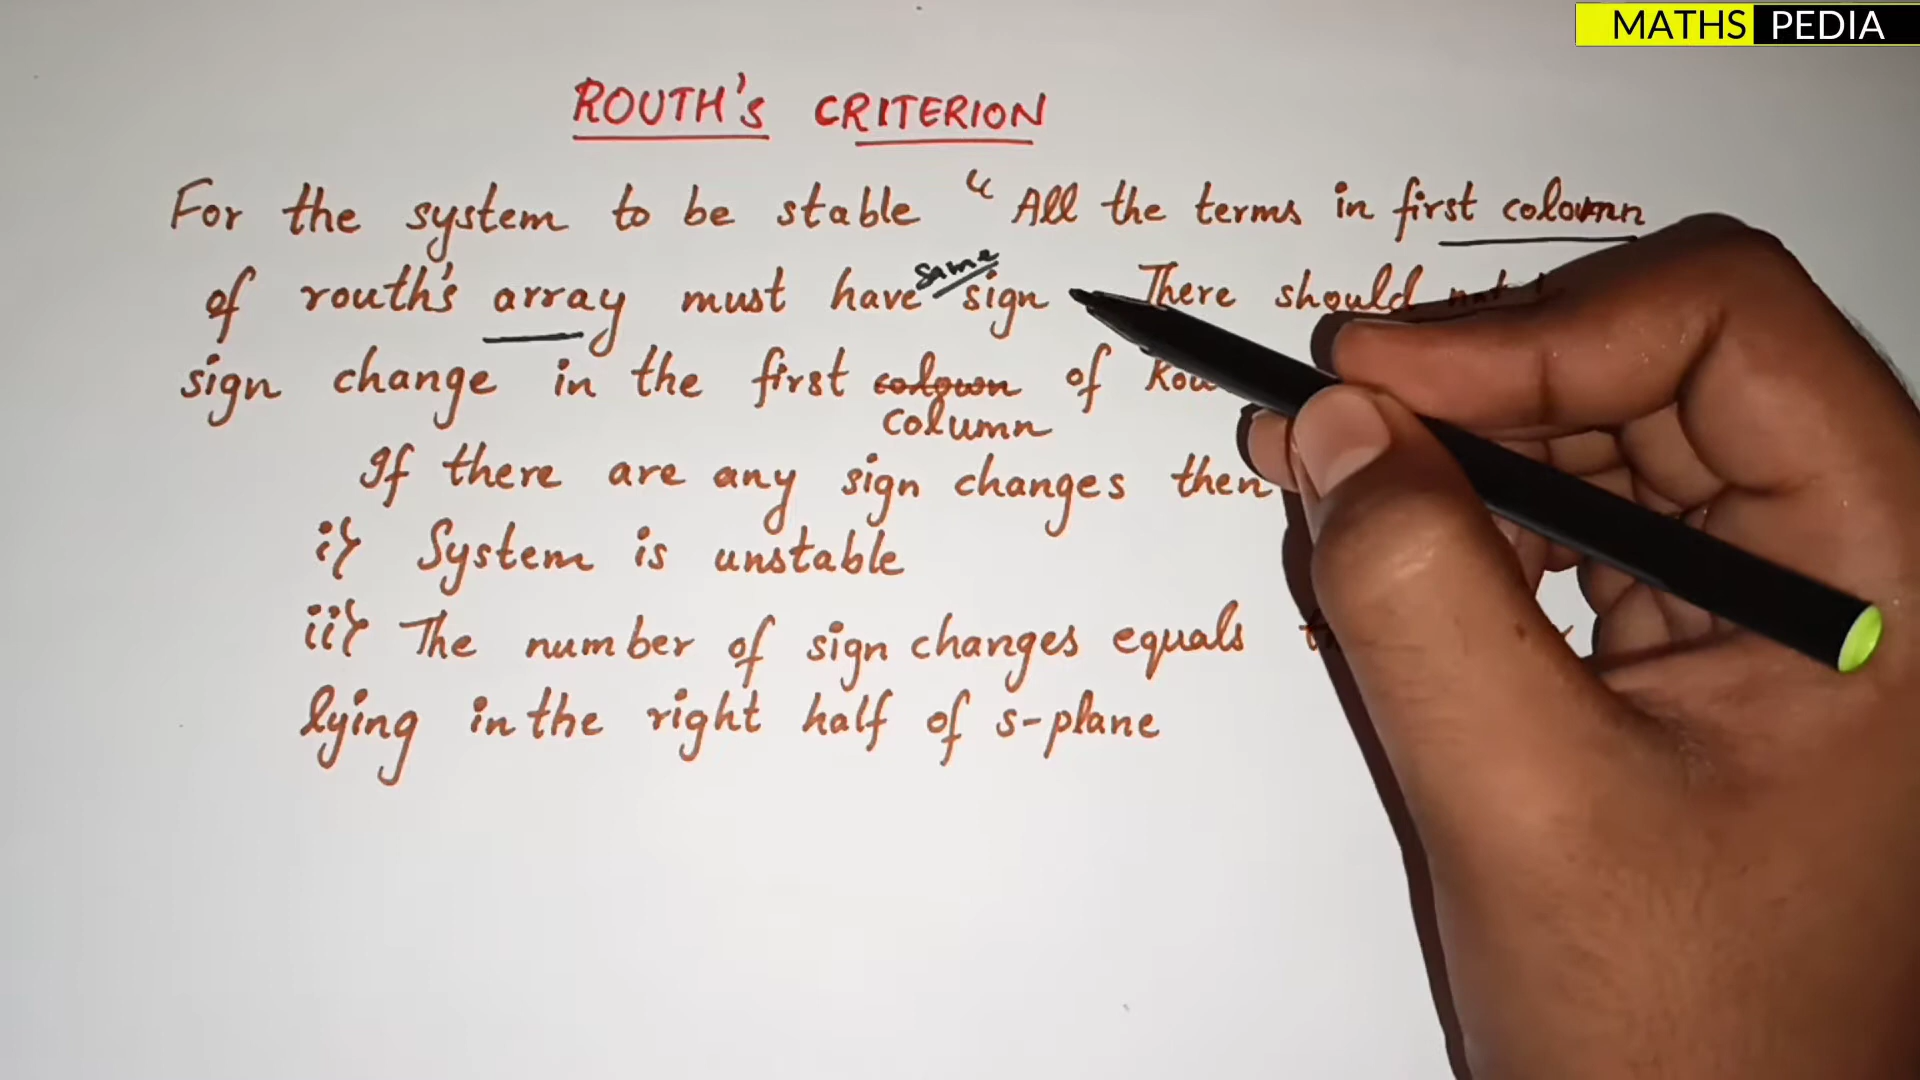 MATHS PEDIA
ROUTH's CRITERION
For the system to be stable " All the terms in first coloumn
of routh's array must have same sign . There should not
sign change in the first of
column
If there are any sign changes then
i} System is unstable
ii} The number of sign changes equals
lying in the right half of s-plane